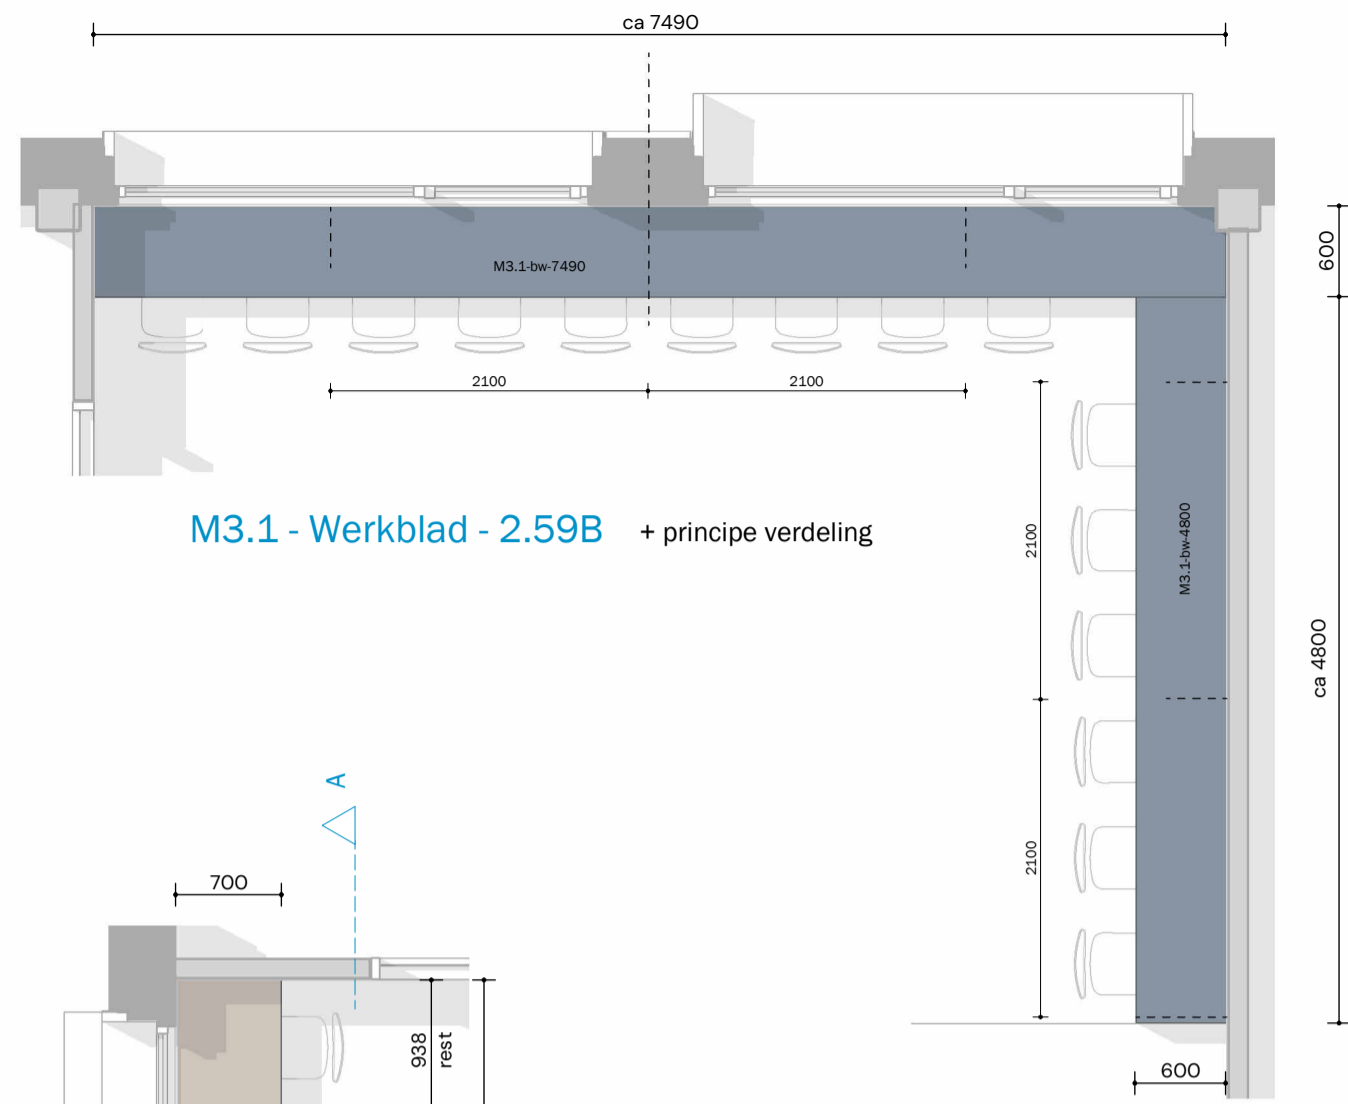 ca 7490
600
M3.1-bw-7490
2100
2100
M3.1 - Werkblad - 2.59B + principe verdeling
2100
M3.1-bw-4800
ca 4800
A
2100
700
938
rest
600